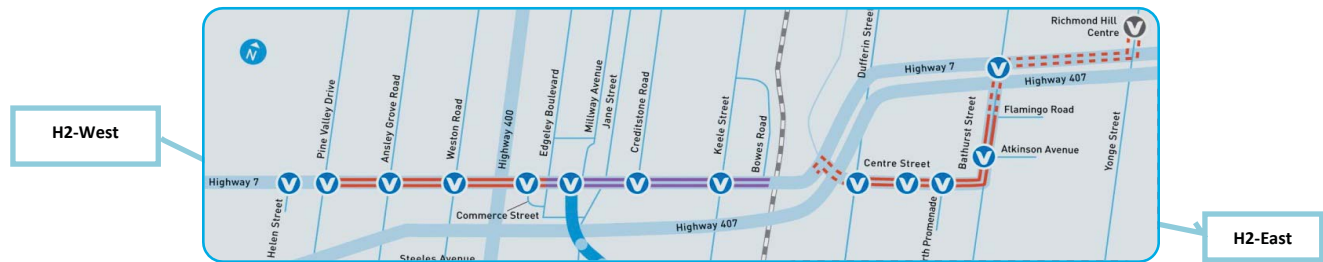 H2-West
H2-East
Richmond Hill
Centre
N
Highway 7
Highway 407
Dufferin Street
Pine Valley Drive
Ansley Grove Road
Weston Road
Highway 400
Edgeley Boulevard
Millway Avenue
Jane Street
Creditstone Road
Keele Street
Bowes Road
Bathurst Street
Flamingo Road
Yonge Street
Atkinson Avenue
Centre Street
Highway 7
Commerce Street
Helen Street
Highway 407
Steeles Avenue
Promenade
V
V
V
V
V
V
V
V
V
V
V
V
V
V